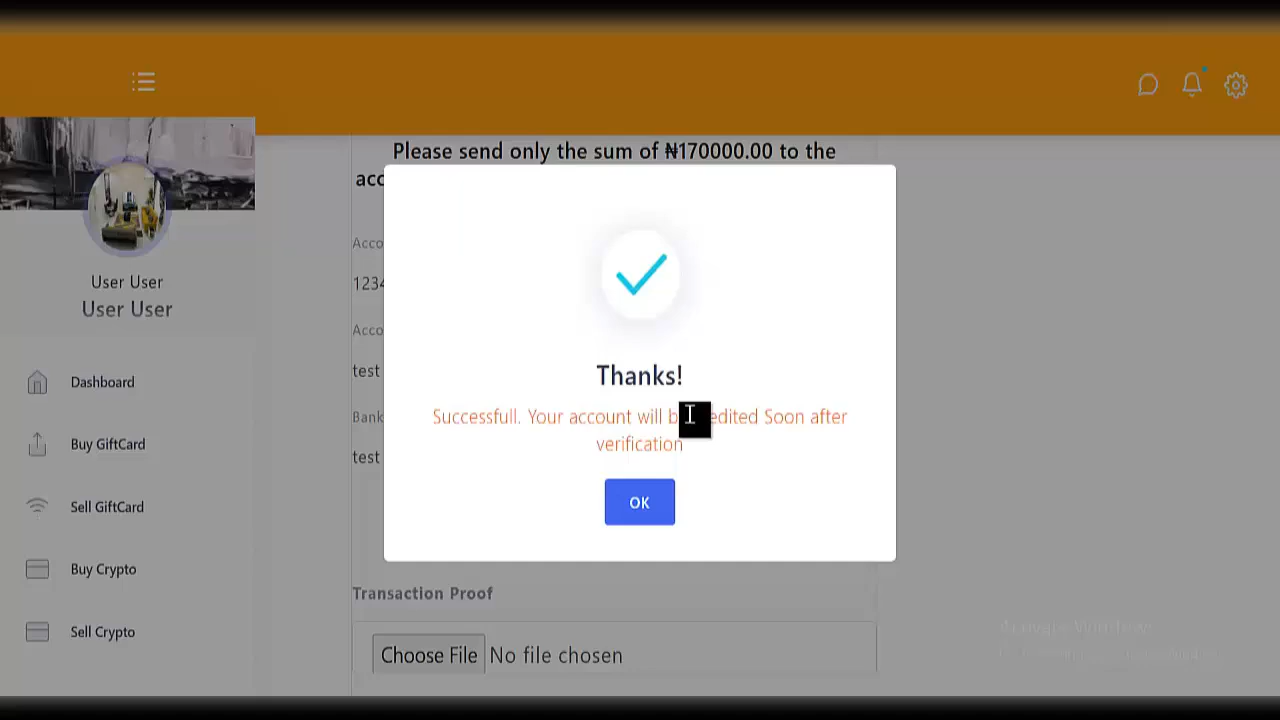 Please send only the sum of ₦170000.00 to the
acc
Acco
1234
Acco
test
Bank
test
User User
User User
Dashboard
Buy GiftCard
Sell GiftCard
Buy Crypto
Sell Crypto
Thanks!
Successfull. Your account will b edited Soon after
verification
OK
Transaction Proof
Choose File No file chosen